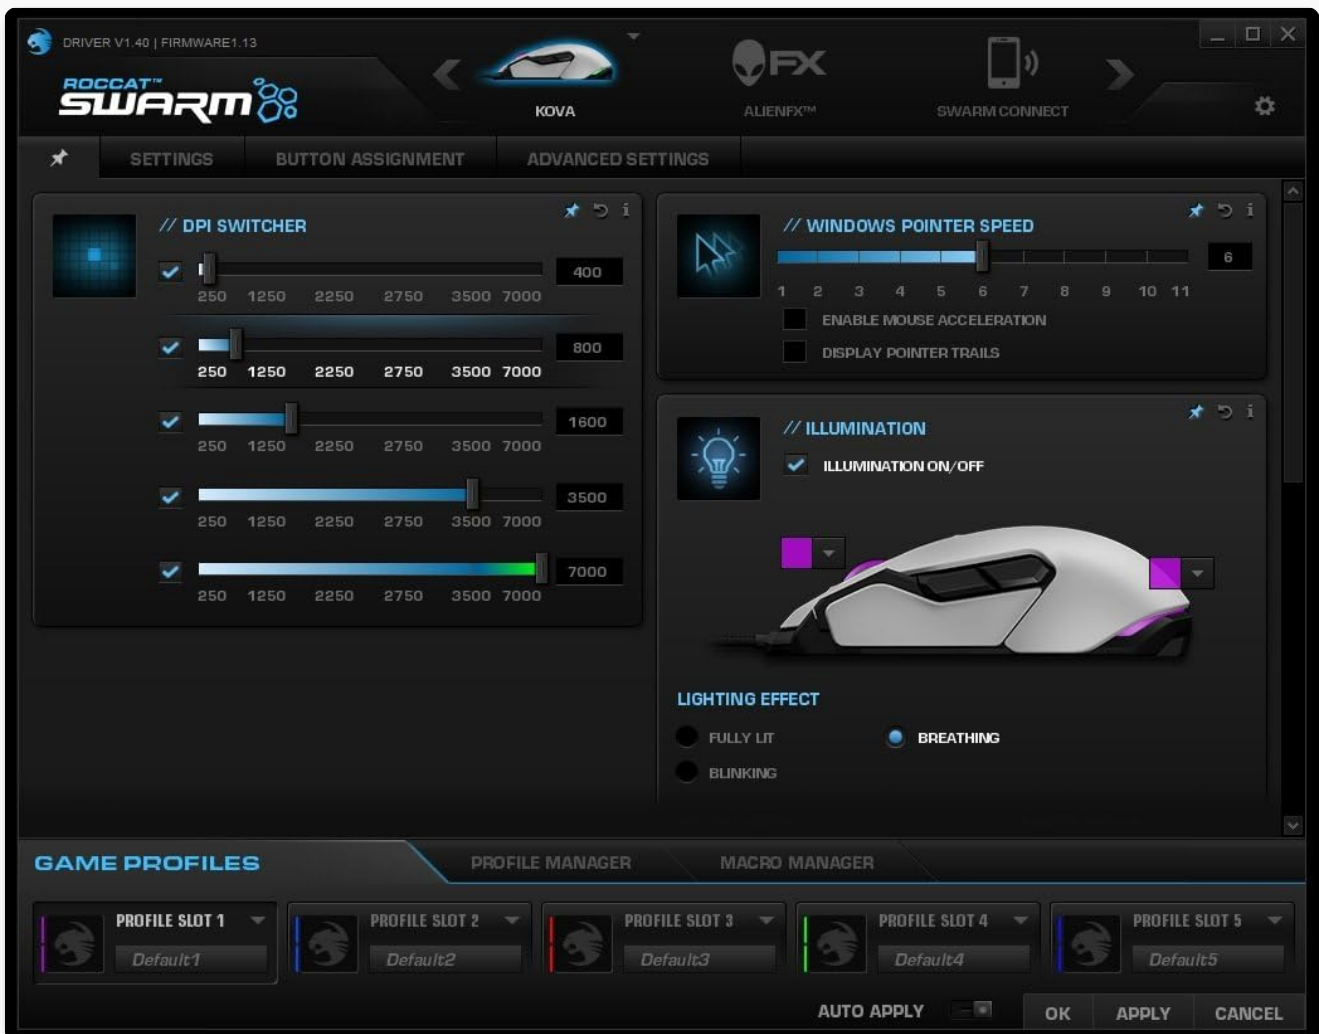 DRIVER V1.40 | FIRMWARE1.13
ROCCAT™
SWARM
KOVA
FX
ALIENFX™
SWARM CONNECT
SETTINGS
BUTTON ASSIGNMENT
ADVANCED SETTINGS
// DPI SWITCHER
400
250 1250 2250 2750 3500 7000
800
250 1250 2250 2750 3500 7000
1600
250 1250 2250 2750 3500 7000
3500
250 1250 2250 2750 3500 7000
7000
250 1250 2250 2750 3500 7000
// WINDOWS POINTER SPEED
6
1 2 3 4 5 6 7 8 9 10 11
ENABLE MOUSE ACCELERATION
DISPLAY POINTER TRAILS
// ILLUMINATION
ILLUMINATION ON/OFF
LIGHTING EFFECT
FULLY LIT
BREATHING
BLINKING
GAME PROFILES
PROFILE MANAGER
MACRO MANAGER
PROFILE SLOT 1
Default1
PROFILE SLOT 2
Default2
PROFILE SLOT 3
Default3
PROFILE SLOT 4
Default4
PROFILE SLOT 5
Default5
AUTO APPLY
OK
APPLY
CANCEL